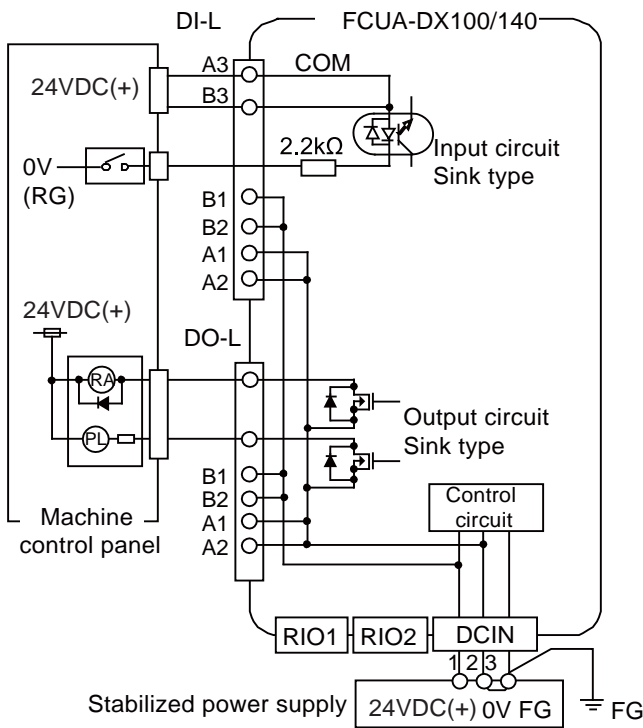 DI-L FCUA-DX100/140
A3 COM
24VDC(+)
B3
2.2kΩ
Input circuit
Sink type
0V
(RG)
B1
B2
A1
A2
24VDC(+)
DO-L
RA
PL
Output circuit
Sink type
B1
B2
A1
A2
Control
circuit
Machine
control panel
RIO1 RIO2 DCIN
1 2 3
Stabilized power supply 24VDC(+) 0V FG FG